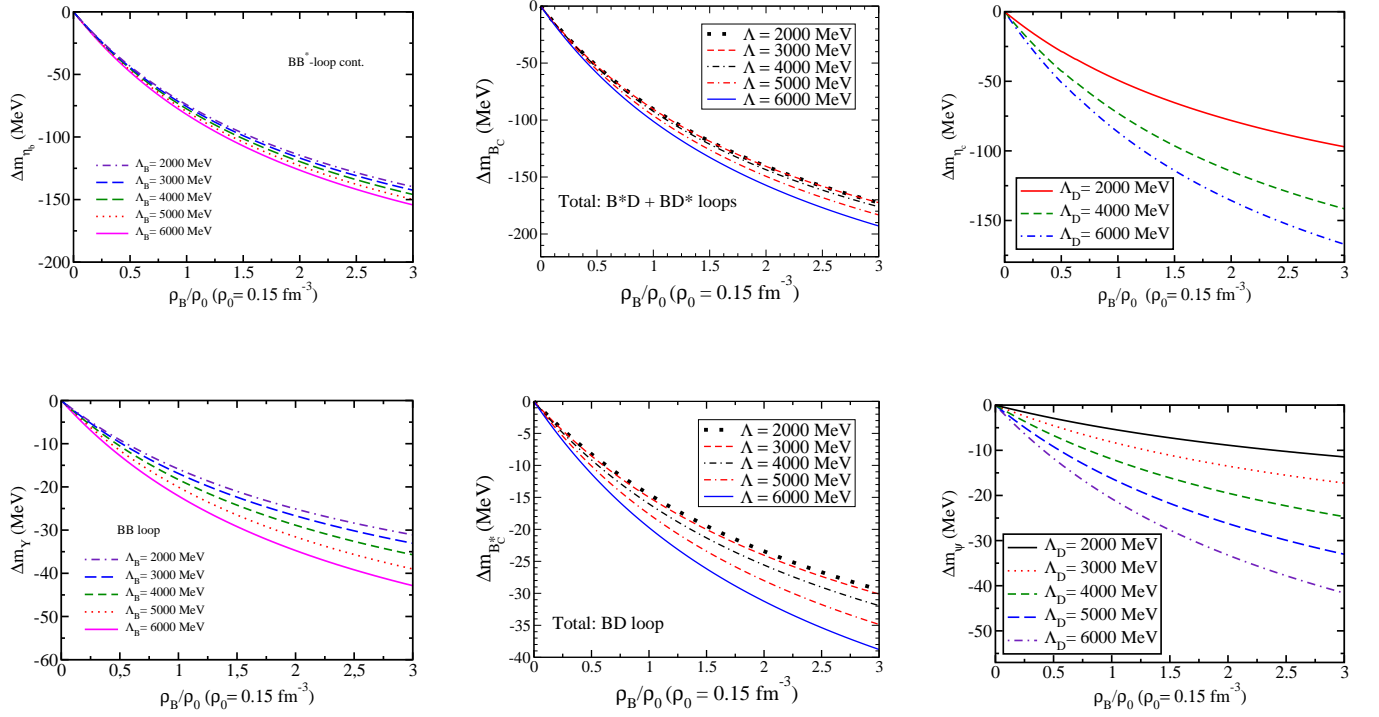 Δm_{η_b} (MeV)
0
-50
-100
-150
-200
BB*-loop cont.
Λ_B= 2000 MeV
Λ_B= 3000 MeV
Λ_B= 4000 MeV
Λ_B= 5000 MeV
Λ_B= 6000 MeV
0 0.5 1 1.5 2 2.5 3
ρ_B/ρ_0 (ρ_0= 0.15 fm^{-3})
Δm_{B_C} (MeV)
0
-50
-100
-150
-200
Λ = 2000 MeV
Λ = 3000 MeV
Λ = 4000 MeV
Λ = 5000 MeV
Λ = 6000 MeV
Total: B*D + BD* loops
0 0.5 1 1.5 2 2.5 3
ρ_B/ρ_0 (ρ_0 = 0.15 fm^{-3})
Δm_{η_c} (MeV)
0
-50
-100
-150
Λ_D= 2000 MeV
Λ_D= 4000 MeV
Λ_D= 6000 MeV
0 0.5 1 1.5 2 2.5 3
ρ_B/ρ_0 (ρ_0= 0.15 fm^{-3})
Δm_Υ (MeV)
0
-10
-20
-30
-40
-50
-60
BB loop
Λ_B= 2000 MeV
Λ_B= 3000 MeV
Λ_B= 4000 MeV
Λ_B= 5000 MeV
Λ_B= 6000 MeV
0 0,5 1 1,5 2 2,5 3
ρ_B/ρ_0 (ρ_0= 0.15 fm^{-3})
Δm_{B_C^*} (MeV)
0
-5
-10
-15
-20
-25
-30
-35
-40
Λ = 2000 MeV
Λ = 3000 MeV
Λ = 4000 MeV
Λ = 5000 MeV
Λ = 6000 MeV
Total: BD loop
0 0.5 1 1.5 2 2.5 3
ρ_B/ρ_0 (ρ_0 = 0.15 fm^{-3})
Δm_ψ (MeV)
0
-10
-20
-30
-40
-50
Λ_D= 2000 MeV
Λ_D= 3000 MeV
Λ_D= 4000 MeV
Λ_D= 5000 MeV
Λ_D= 6000 MeV
0 0.5 1 1.5 2 2.5 3
ρ_B/ρ_0 (ρ_0= 0.15 fm^{-3})